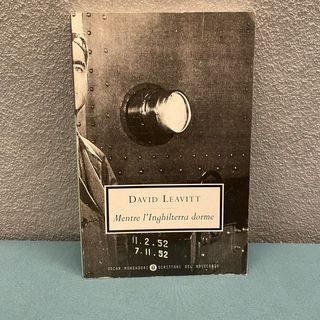 DAVID LEAVITT
Mentre l'Inghilterra dorme
11.2.52
7.11.52
OSCAR MONDADORI SCRITTORI DEL NOVECENTO